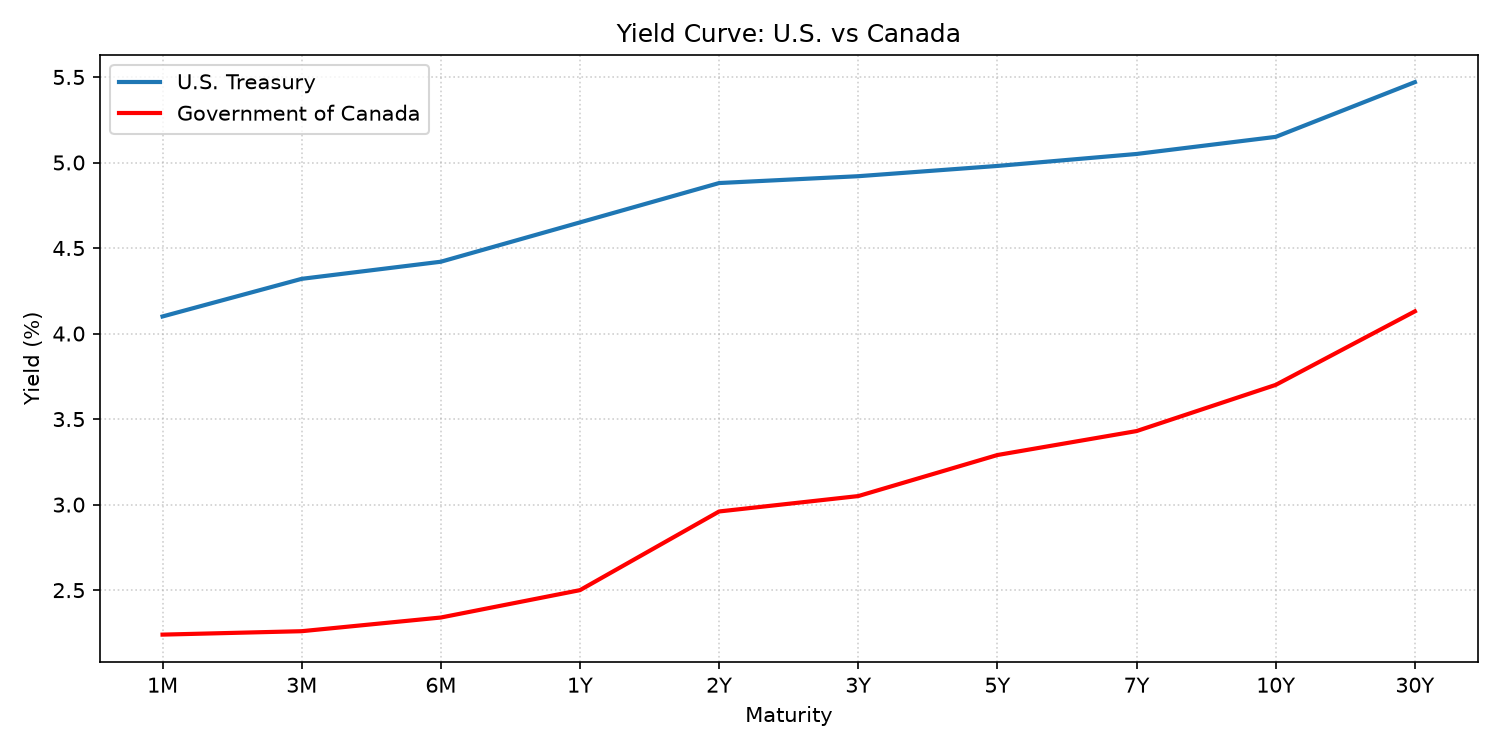 Yield Curve: U.S. vs Canada
U.S. Treasury
Government of Canada
5.5
5.0
4.5
4.0
3.5
3.0
2.5
Yield (%)
1M 3M 6M 1Y 2Y 3Y 5Y 7Y 10Y 30Y
Maturity